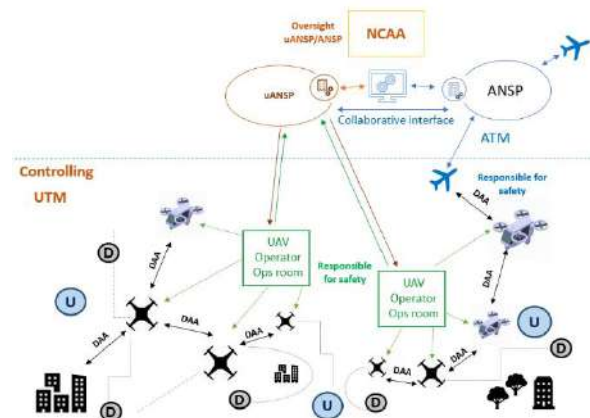 Oversight
uANSP/ANSP
NCAA
uANSP
ANSP
Collaborative interface
ATM
Controlling
UTM
Responsible for
safety
DAA
D
DAA
UAV
Operator
Ops room
Responsible
for safety
UAV
Operator
Ops room
DAA
U
DAA
DAA
DAA
U
DAA
D
DAA
D
D
U
D